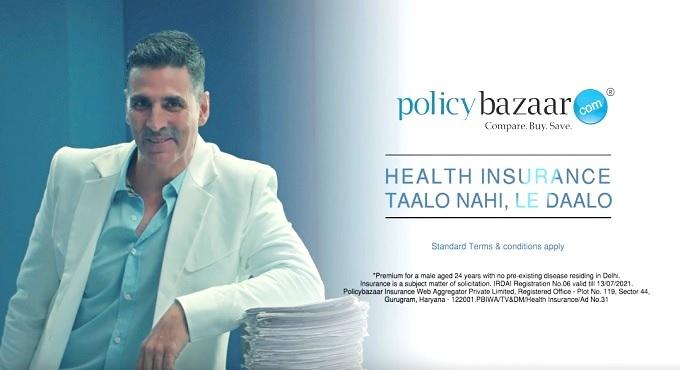 policybazaar.com®
Compare. Buy. Save.
HEALTH INSURANCE
TAALO NAHI, LE DAALO
Standard Terms & conditions apply
*Premium for a male aged 24 years with no pre-existing disease residing in Delhi.
Insurance is a subject matter of solicitation. IRDAI Registration No.06 valid till 13/07/2021.
Policybazaar Insurance Web Aggregator Private Limited, Registered Office - Plot No. 119, Sector 44,
Gurugram, Haryana - 122001.PBIWA/TV&DM/Health Insurance/Ad No.31